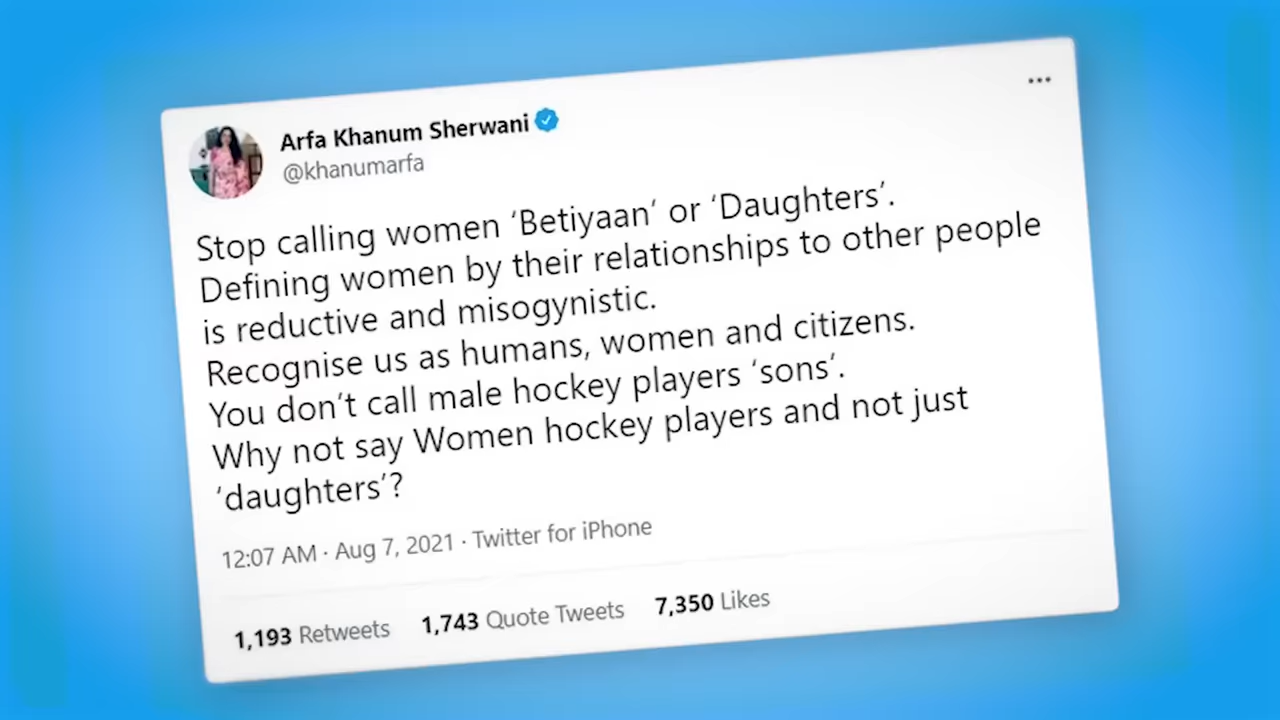 Arfa Khanum Sherwani
@khanumarfa
Stop calling women ‘Betiyaan’ or ‘Daughters’.
Defining women by their relationships to other people
is reductive and misogynistic.
Recognise us as humans, women and citizens.
You don’t call male hockey players ‘sons’.
Why not say Women hockey players and not just
‘daughters’?
12:07 AM · Aug 7, 2021 · Twitter for iPhone
1,193 Retweets 1,743 Quote Tweets 7,350 Likes